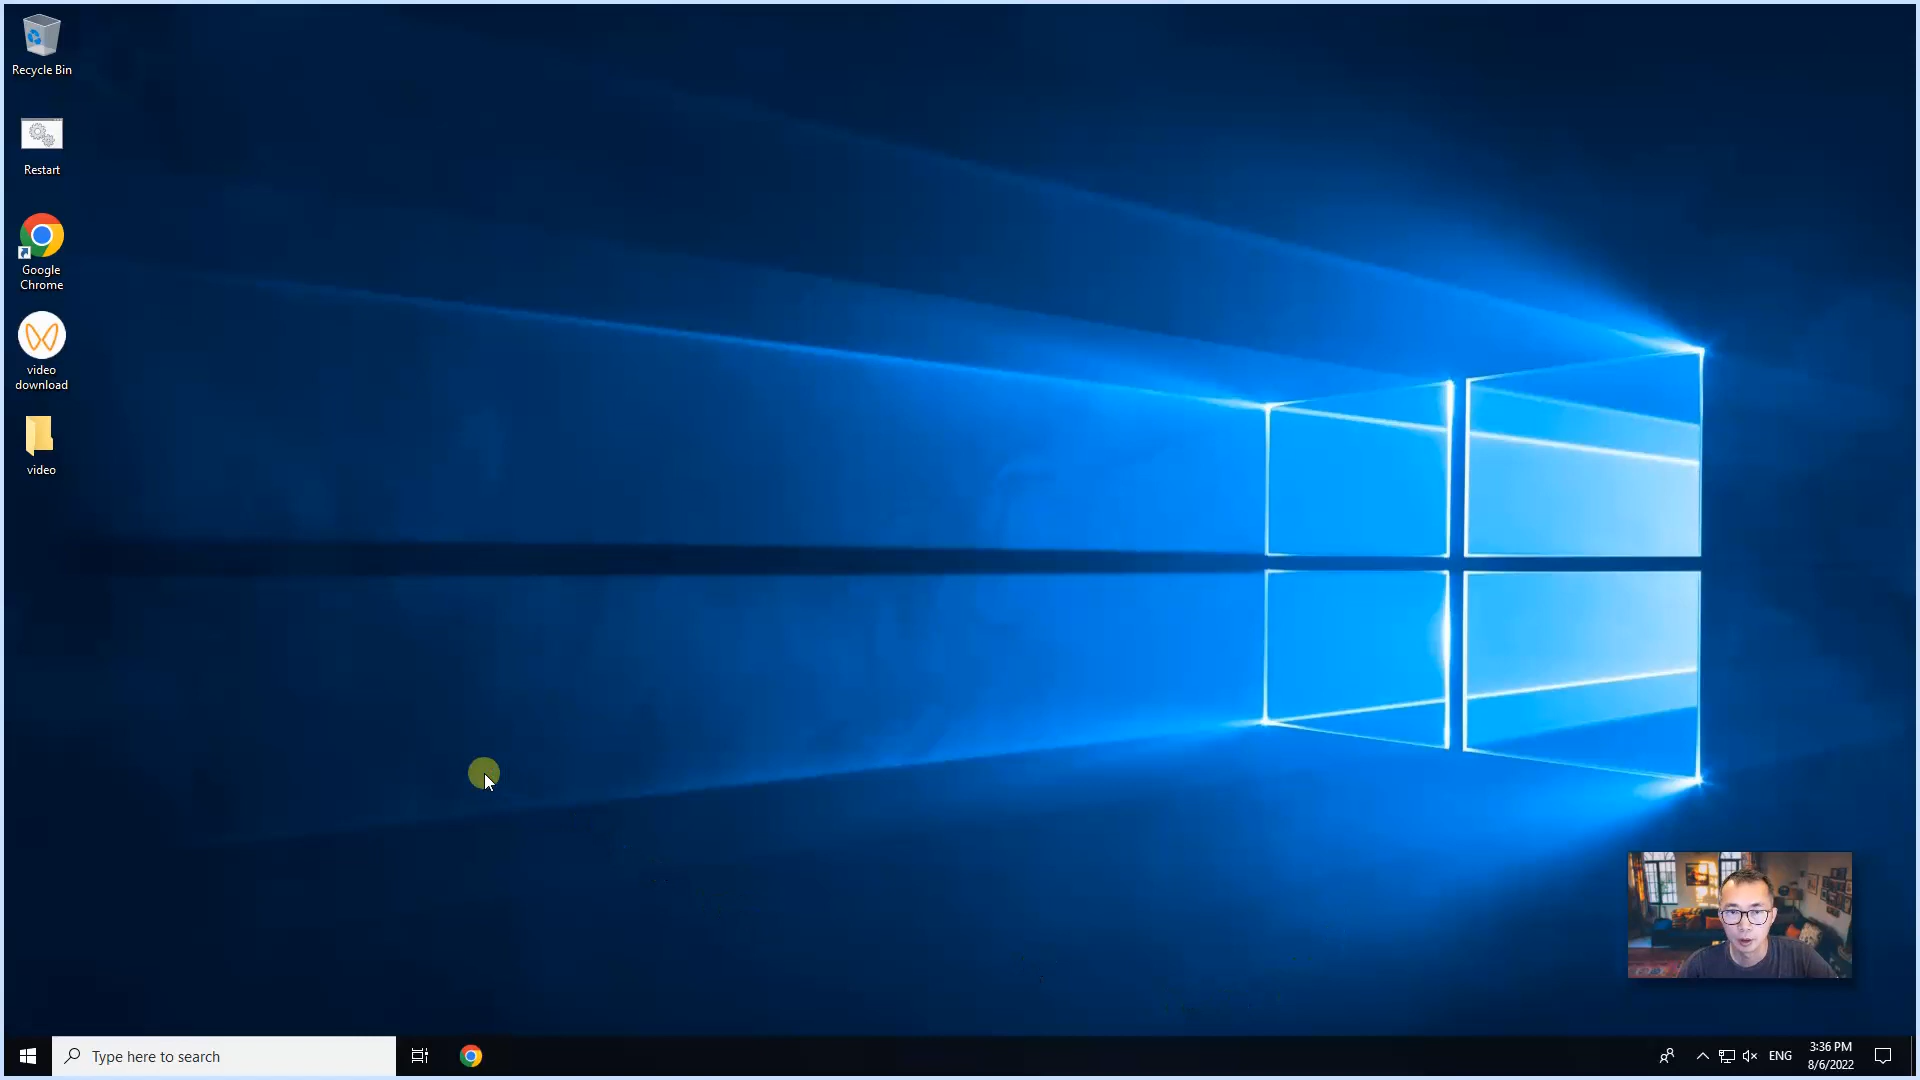 Recycle Bin
Restart
Google
Chrome
video
download
video
Type here to search
ENG
3:36 PM
8/6/2022